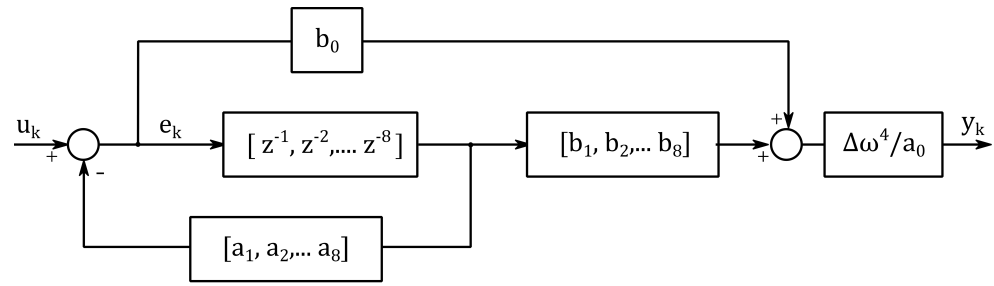 b₀
uₖ
+
-
eₖ
[ z⁻¹, z⁻²,.... z⁻⁸ ]
[b₁, b₂,... b₈]
+
+
Δω⁴/a₀
yₖ
[a₁, a₂,... a₈]